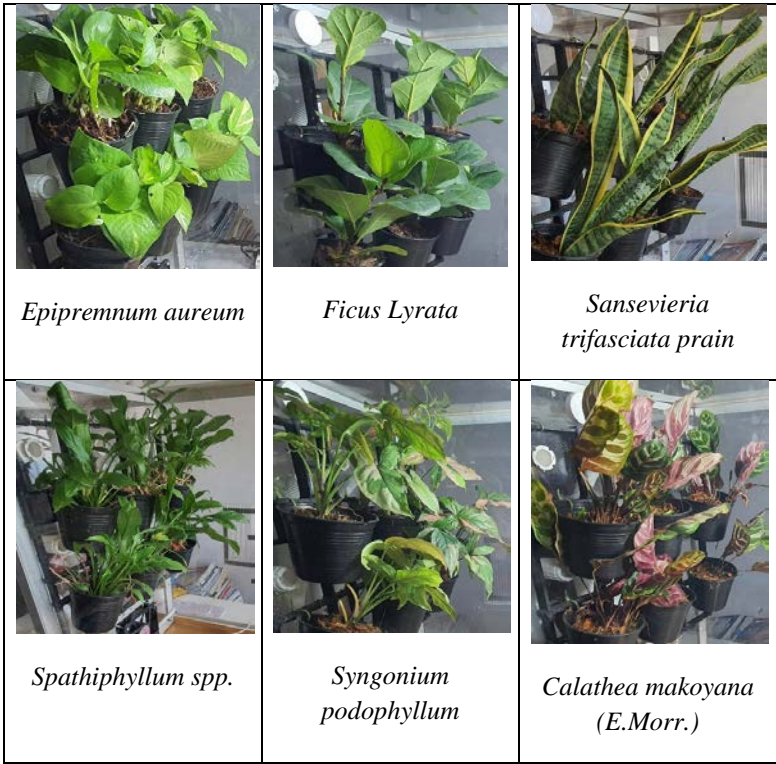 Epipremnum aureum
Ficus Lyrata
Sansevieria
trifasciata prain
Spathiphyllum spp.
Syngonium
podophyllum
Calathea makoyana
(E.Morr.)